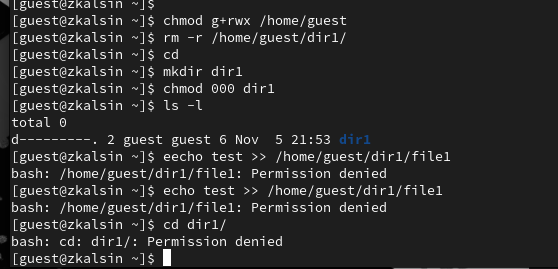 [guest@zkalsin ~]$
[guest@zkalsin ~]$ chmod g+rwx /home/guest
[guest@zkalsin ~]$ rm -r /home/guest/dir1/
[guest@zkalsin ~]$ cd
[guest@zkalsin ~]$ mkdir dir1
[guest@zkalsin ~]$ chmod 000 dir1
[guest@zkalsin ~]$ ls -l
total 0
d---------. 2 guest guest 6 Nov  5 21:53 dir1
[guest@zkalsin ~]$ eecho test >> /home/guest/dir1/file1
bash: /home/guest/dir1/file1: Permission denied
[guest@zkalsin ~]$ echo test >> /home/guest/dir1/file1
bash: /home/guest/dir1/file1: Permission denied
[guest@zkalsin ~]$ cd dir1/
bash: cd: dir1/: Permission denied
[guest@zkalsin ~]$